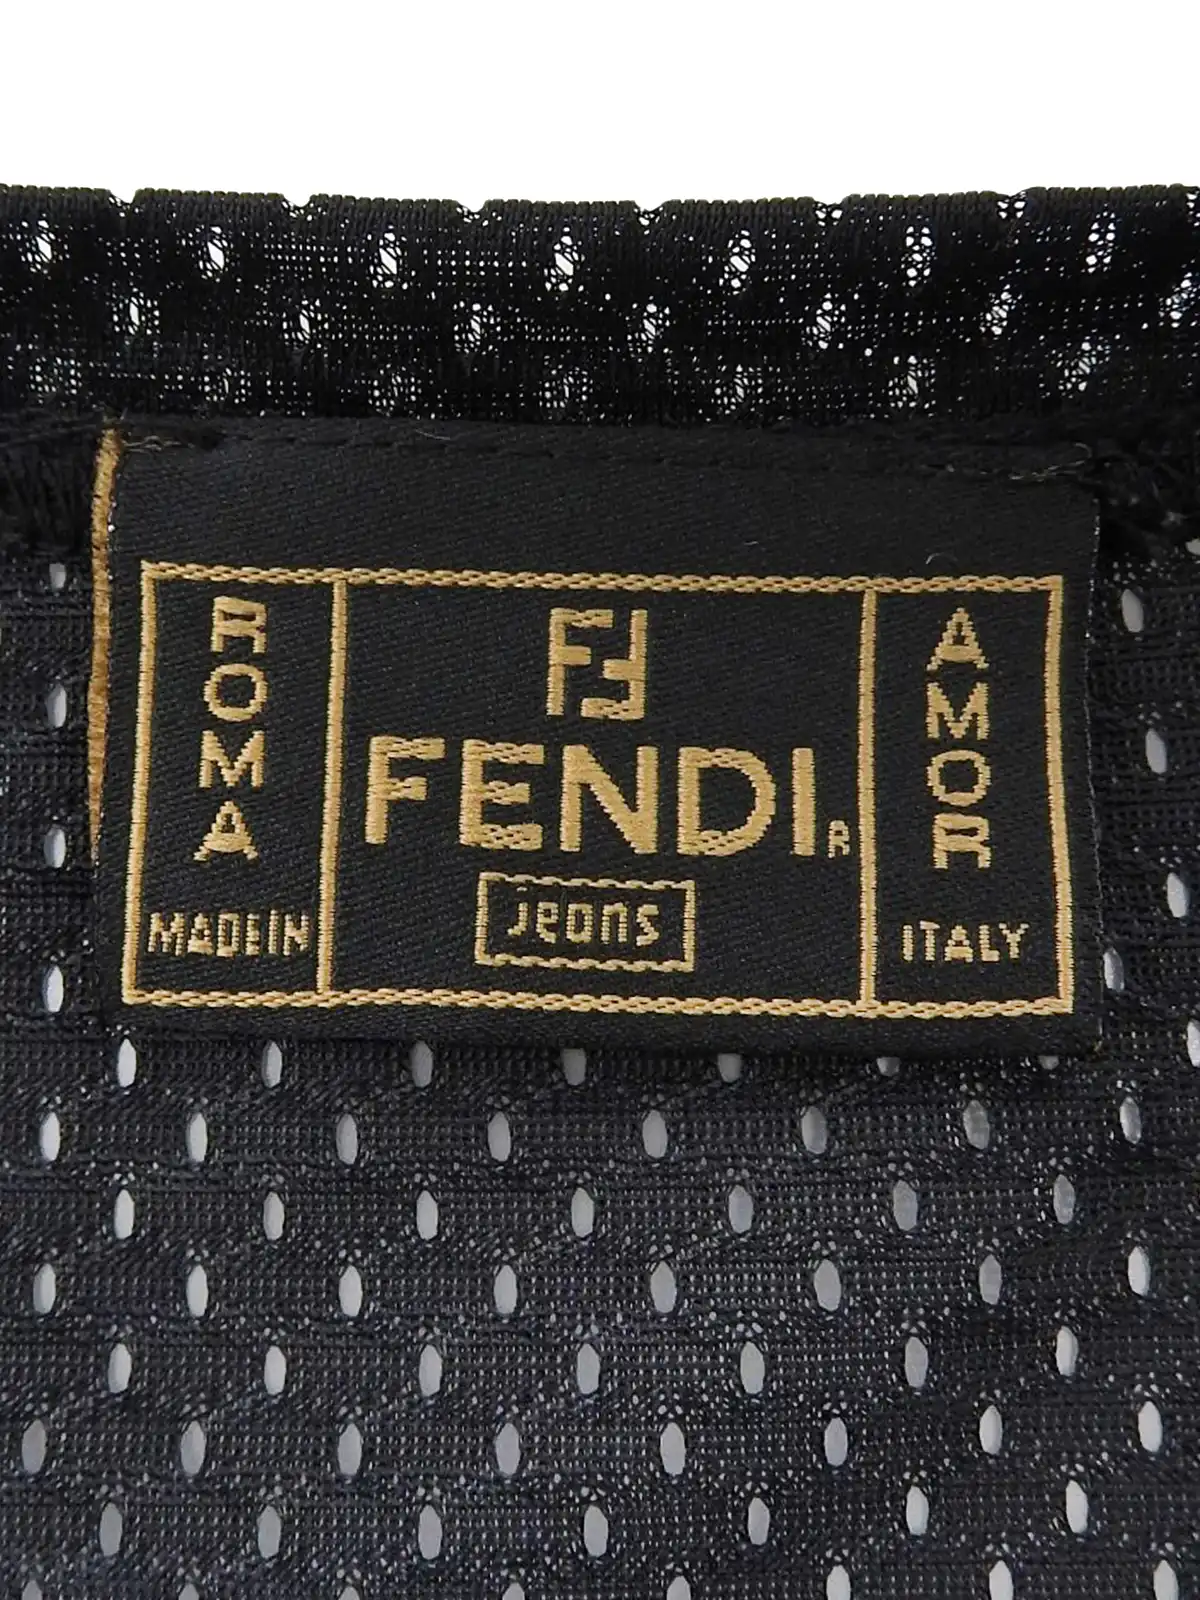 ROMA
MADE IN
FF
FENDI®
jeans
AMOR
ITALY